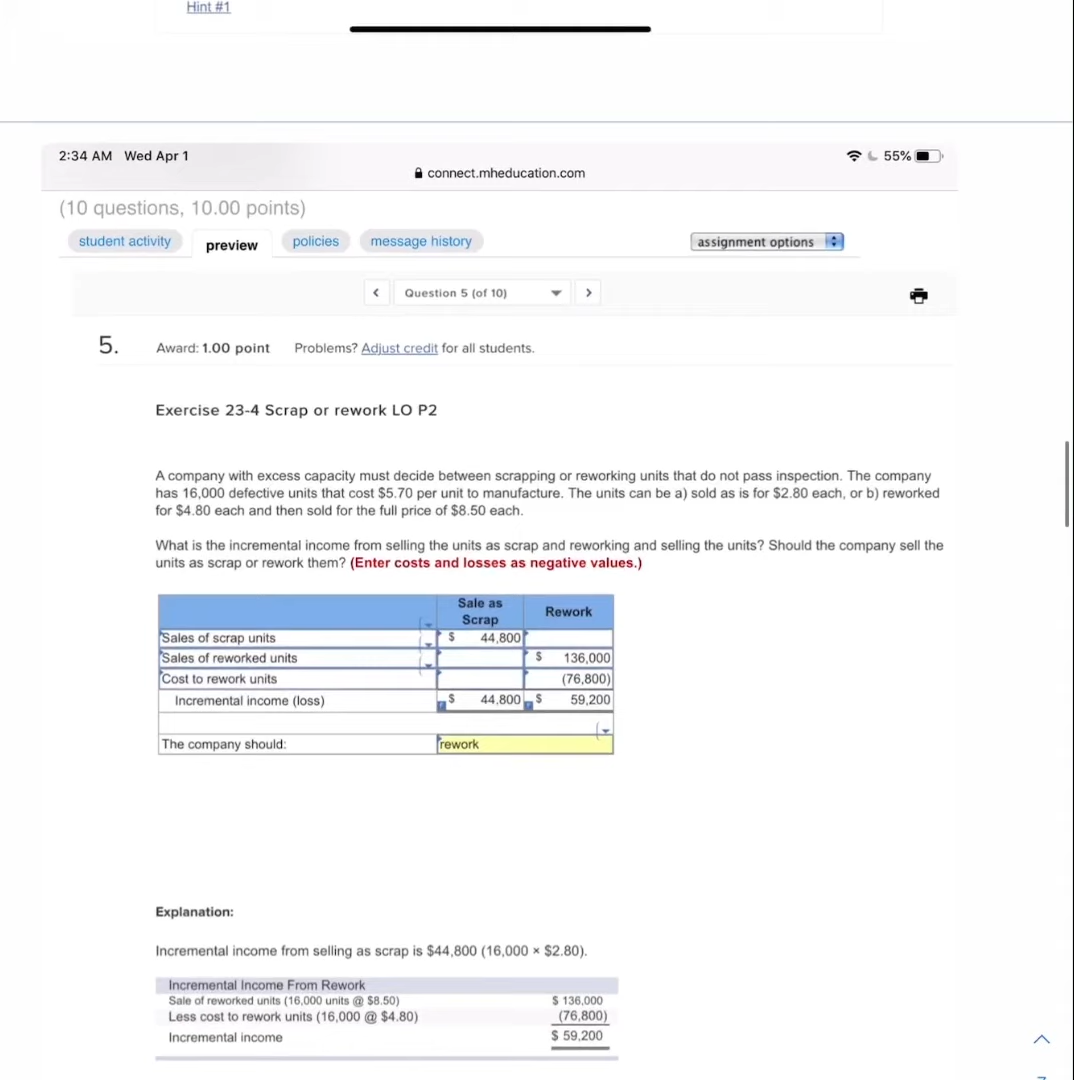 Hint #1
2:34 AM Wed Apr 1
55%
connect.mheducation.com
(10 questions, 10.00 points)
student activity preview policies message history assignment options
< Question 5 (of 10) >
5. Award: 1.00 point Problems? Adjust credit for all students.
Exercise 23-4 Scrap or rework LO P2
A company with excess capacity must decide between scrapping or reworking units that do not pass inspection. The company
has 16,000 defective units that cost $5.70 per unit to manufacture. The units can be a) sold as is for $2.80 each, or b) reworked
for $4.80 each and then sold for the full price of $8.50 each.
What is the incremental income from selling the units as scrap and reworking and selling the units? Should the company sell the
units as scrap or rework them? (Enter costs and losses as negative values.)
Sale as
Scrap Rework
Sales of scrap units $ 44,800
Sales of reworked units $ 136,000
Cost to rework units (76,800)
Incremental income (loss) $ 44,800 $ 59,200
The company should: rework
Explanation:
Incremental income from selling as scrap is $44,800 (16,000 × $2.80).
Incremental Income From Rework
Sale of reworked units (16,000 units @ $8.50) $ 136,000
Less cost to rework units (16,000 @ $4.80) (76,800)
Incremental income $ 59,200